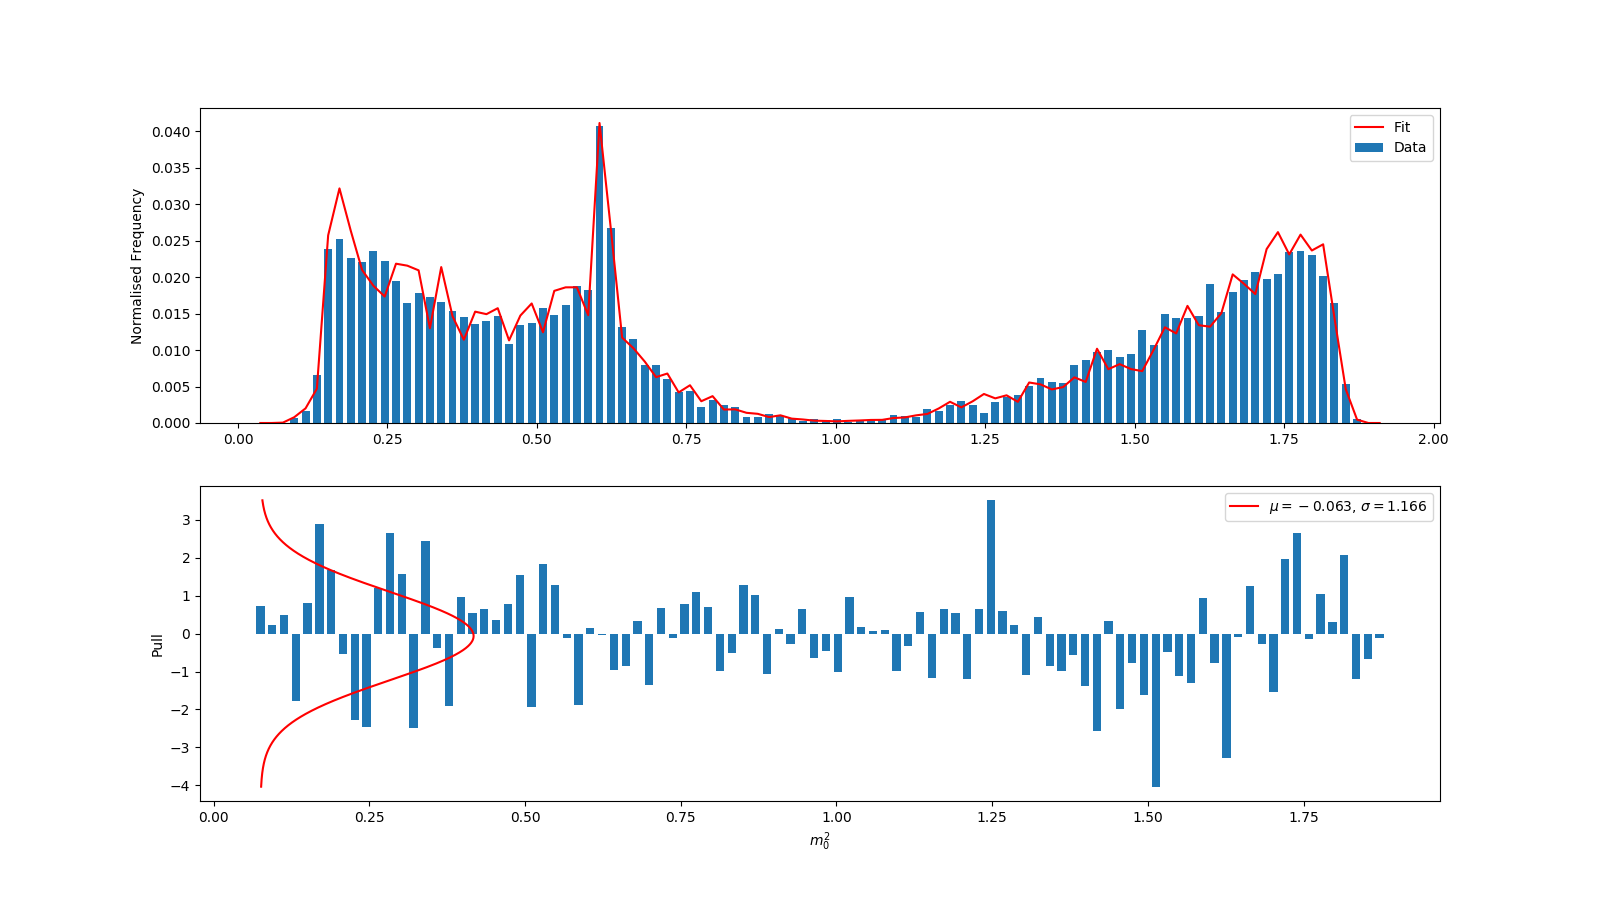 Normalised Frequency
0.040
0.035
0.030
0.025
0.020
0.015
0.010
0.005
0.000
0.00 0.25 0.50 0.75 1.00 1.25 1.50 1.75 2.00
Fit
Data
Pull
3
2
1
0
−1
−2
−3
−4
0.00 0.25 0.50 0.75 1.00 1.25 1.50 1.75
μ = −0.063, σ = 1.166
m₀²